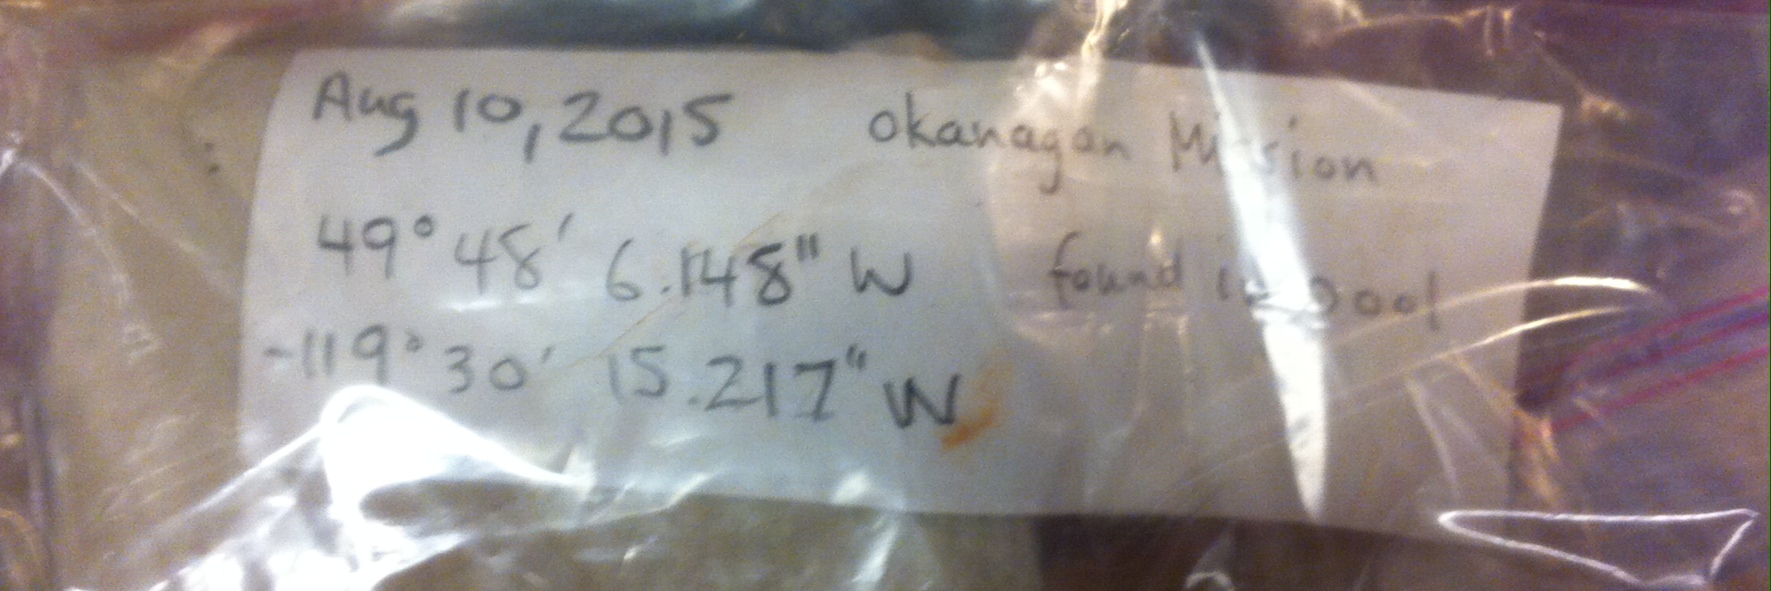 Aug 10, 2015 Okanagan Mission
49° 48' 6.148" W found in pool
-119° 30' 15.217" W